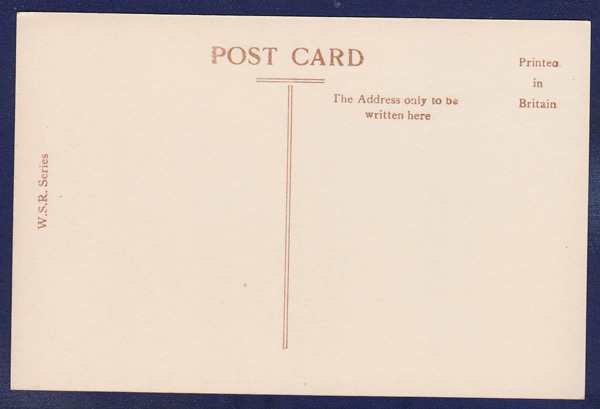 POST CARD
Printed
in
Britain
The Address only to be
written here
W.S.R. Series